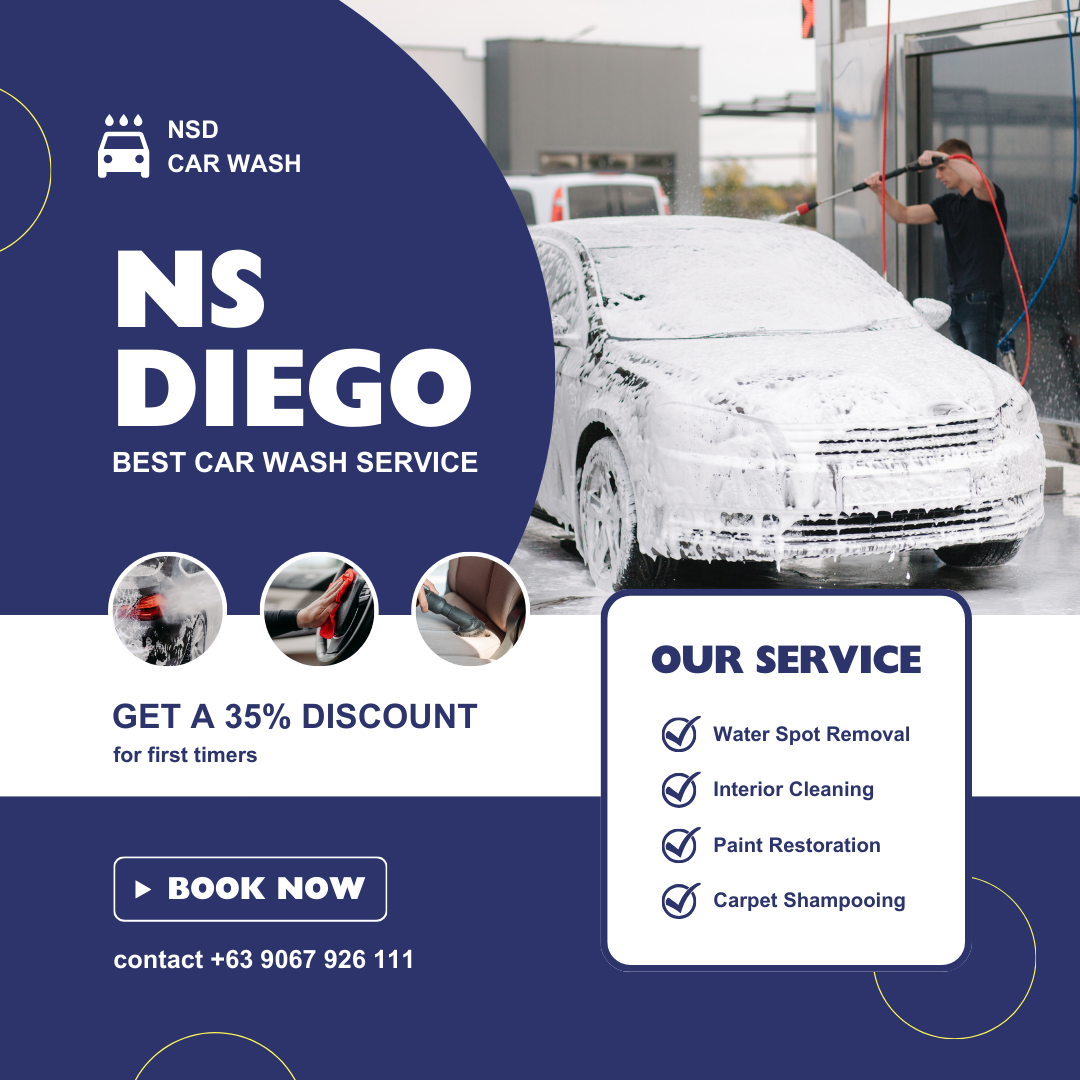 NSD
CAR WASH
NS
DIEGO
BEST CAR WASH SERVICE
GET A 35% DISCOUNT
for first timers
BOOK NOW
contact +63 9067 926 111
OUR SERVICE
Water Spot Removal
Interior Cleaning
Paint Restoration
Carpet Shampooing